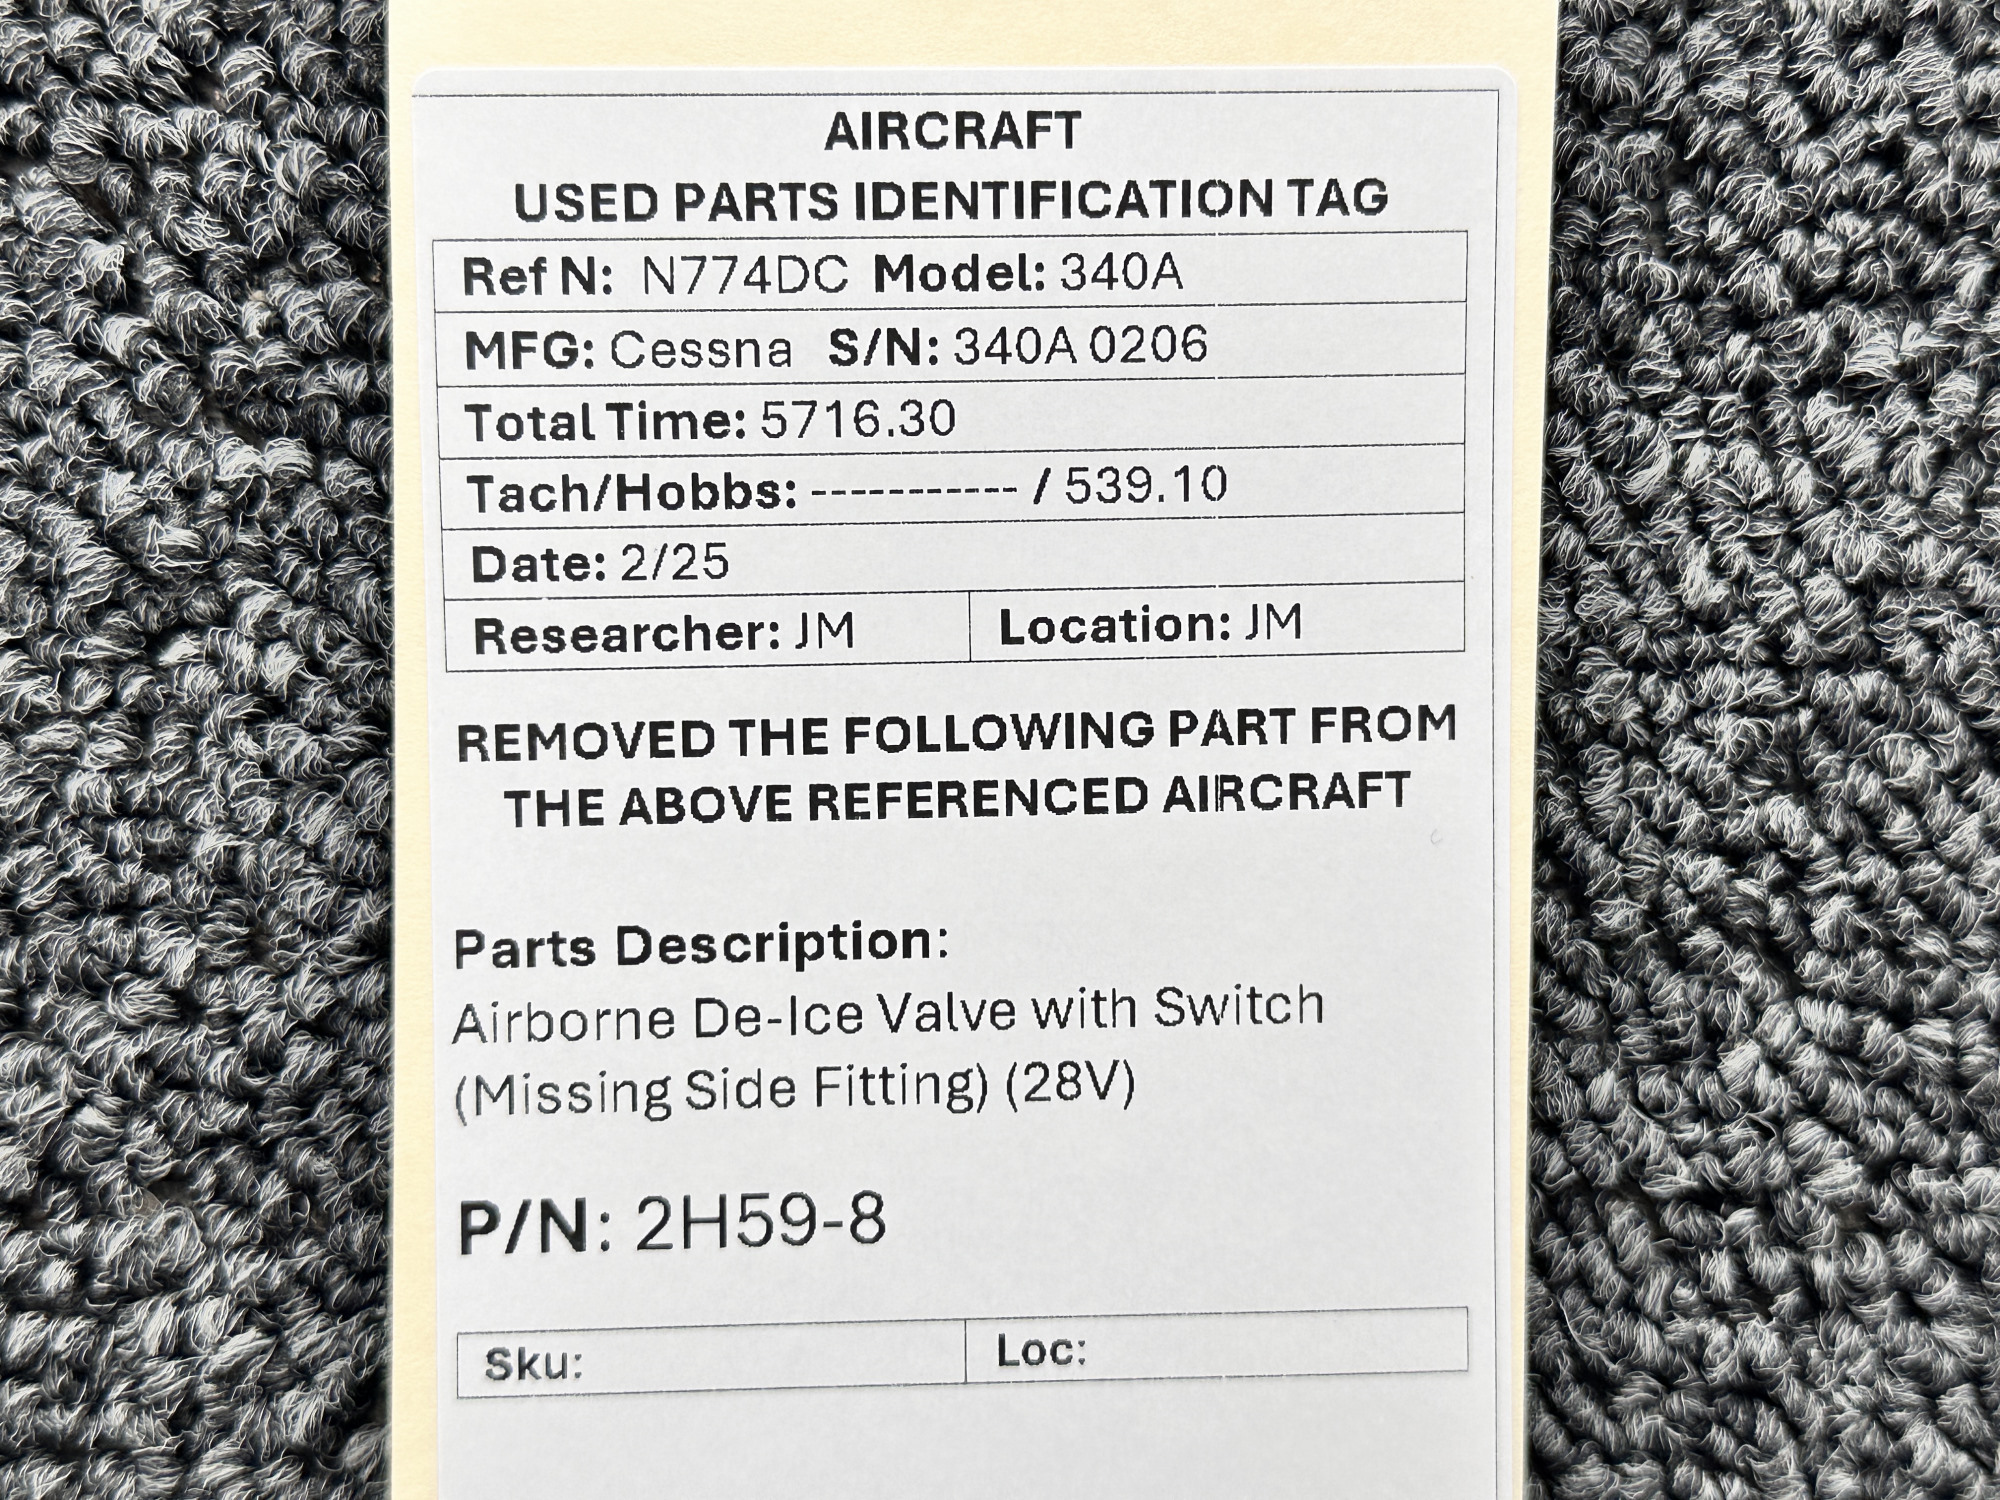 AIRCRAFT
USED PARTS IDENTIFICATION TAG
Ref N: N774DC Model: 340A
MFG: Cessna S/N: 340A 0206
Total Time: 5716.30
Tach/Hobbs: ----------- / 539.10
Date: 2/25
Researcher: JM Location: JM
REMOVED THE FOLLOWING PART FROM
THE ABOVE REFERENCED AIRCRAFT
Parts Description:
Airborne De-Ice Valve with Switch
(Missing Side Fitting) (28V)
P/N: 2H59-8
Sku: Loc: